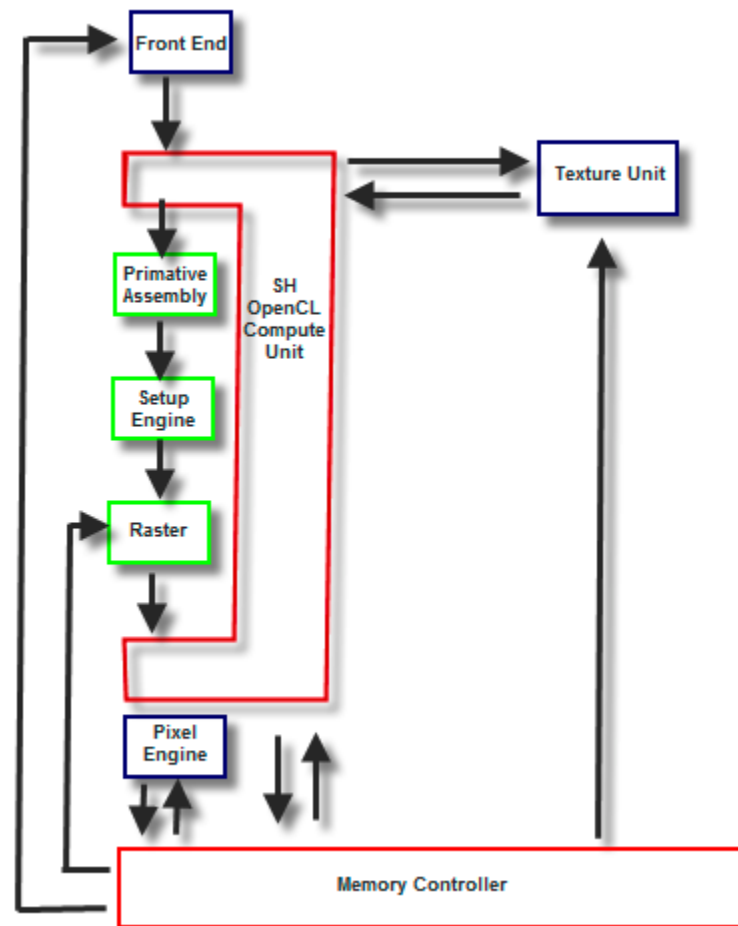 Front End
Texture Unit
Primative
Assembly
SH
OpenCL
Compute
Unit
Setup
Engine
Raster
Pixel
Engine
Memory Controller